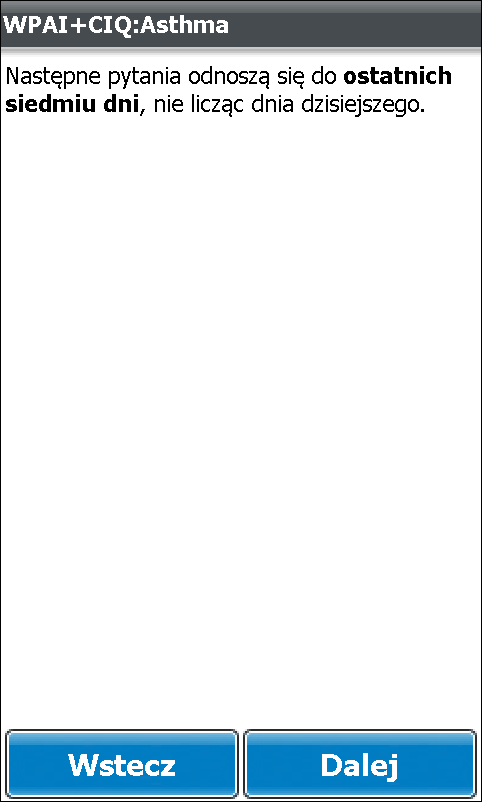 WPAI+CIQ:Asthma
Następne pytania odnoszą się do ostatnich
siedmiu dni, nie licząc dnia dzisiejszego.
Wstecz
Dalej